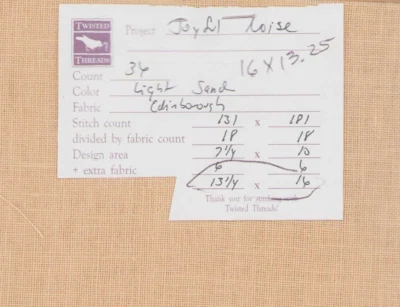 TWISTED
THREADS
Project Joyful Noise
16 X 13.25
Count 36
Color Light Sand
Fabric Edinborough
Stitch count 131 x 181
divided by fabric count 18 18
Design area 7 1/4 x 10
+ extra fabric 6 6
13 1/4 x 16
Thank you for stitching with
Twisted Threads!